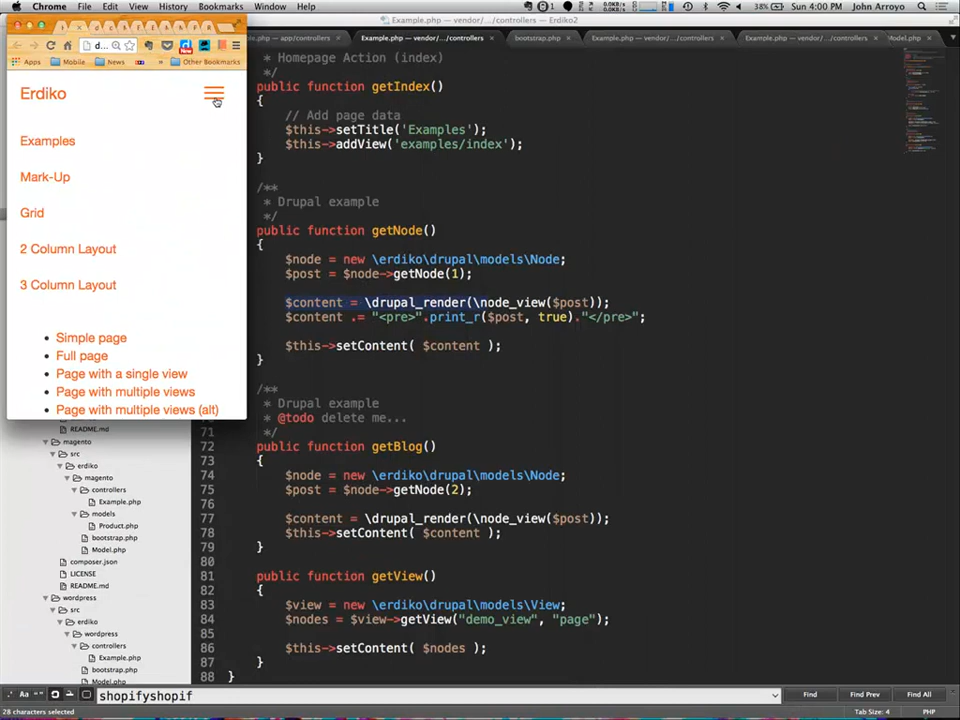 Chrome File Edit View History Bookmarks Window Help
38% Sun 4:00 PM John Arroyo
Example.php — vendor/.../controllers — Erdiko2
.php — app/controllers
Example.php — vendor/.../controllers
bootstrap.php
Example.php — vendor/.../controllers
Example.php — vendor/.../controllers
Model.php
Apps Mobile News » Other Bookmarks
Erdiko
Examples
Mark-Up
Grid
2 Column Layout
3 Column Layout
• Simple page
• Full page
• Page with a single view
• Page with multiple views
• Page with multiple views (alt)
README.md
magento
src
erdiko
magento
controllers
Example.php
models
Product.php
bootstrap.php
Model.php
composer.json
LICENSE
README.md
wordpress
src
erdiko
wordpress
controllers
Example.php
bootstrap.php
Model.php
* Homepage Action (index)
*/
public function getIndex()
{
// Add page data
$this->setTitle('Examples');
$this->addView('examples/index');
}
/**
* Drupal example
*/
public function getNode()
{
$node = new \erdiko\drupal\models\Node;
$post = $node->getNode(1);
$content = \drupal_render(\node_view($post));
$content .= "<pre>".print_r($post, true)."</pre>";
$this->setContent( $content );
}
/**
* Drupal example
* @todo delete me...
71 */
72 public function getBlog()
73 {
74 $node = new \erdiko\drupal\models\Node;
75 $post = $node->getNode(2);
76
77 $content = \drupal_render(\node_view($post));
78 $this->setContent( $content );
79 }
80
81 public function getView()
82 {
83 $view = new \erdiko\drupal\models\View;
84 $nodes = $view->getView("demo_view", "page");
85
86 $this->setContent( $nodes );
87 }
88 }
.* Aa “” shopifyshopif Find Find Prev Find All
28 characters selected Tab Size: 4 PHP